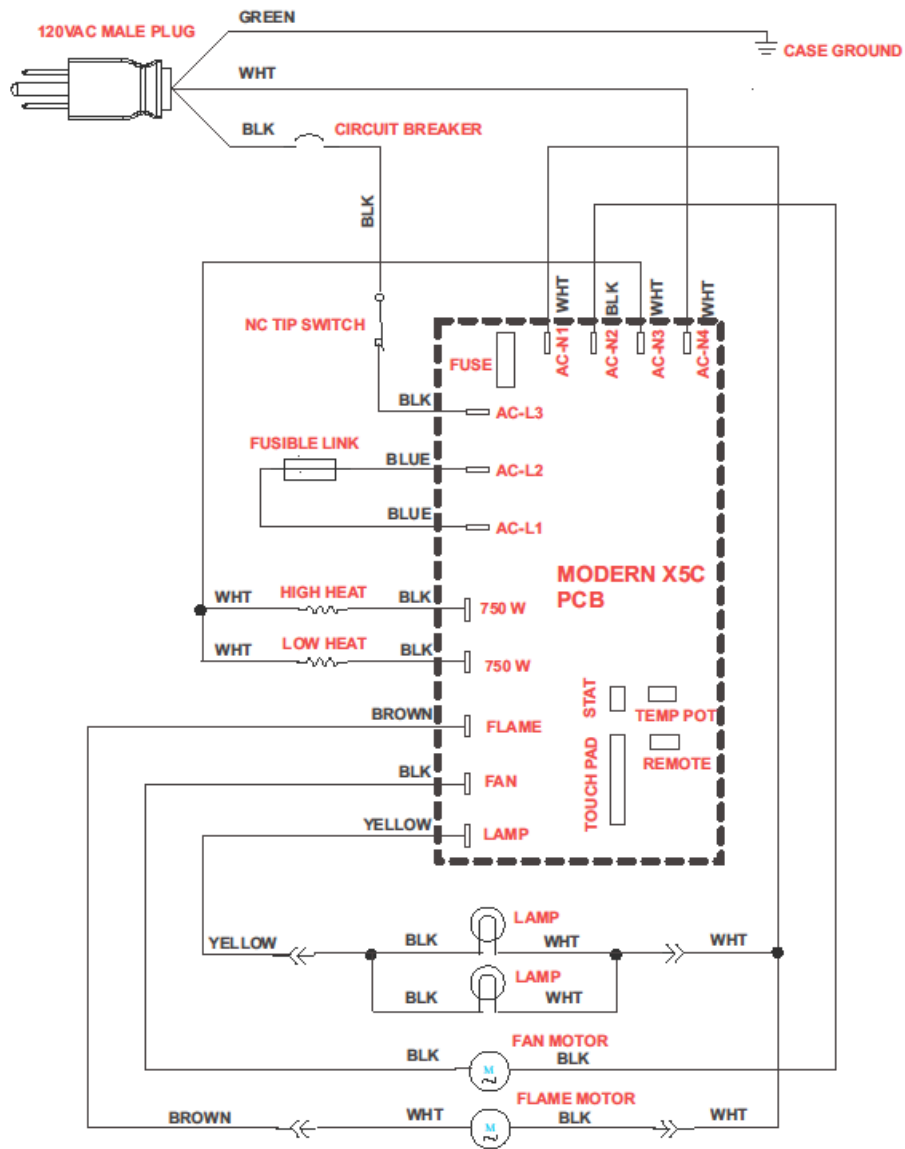 GREEN
120VAC MALE PLUG
CASE GROUND
WHT
BLK
CIRCUIT BREAKER
BLK
NC TIP SWITCH
WHT
BLK
WHT
WHT
FUSE
AC-N1
AC-N2
AC-N3
AC-N4
BLK
AC-L3
FUSIBLE LINK
BLUE
AC-L2
BLUE
AC-L1
MODERN X5C
PCB
WHT
HIGH HEAT
BLK
750 W
WHT
LOW HEAT
BLK
750 W
STAT
TEMP POT
BROWN
FLAME
TOUCH PAD
REMOTE
BLK
FAN
YELLOW
LAMP
LAMP
YELLOW
BLK
WHT
WHT
LAMP
BLK
WHT
FAN MOTOR
BLK
M
BLK
FLAME MOTOR
BROWN
WHT
M
BLK
WHT